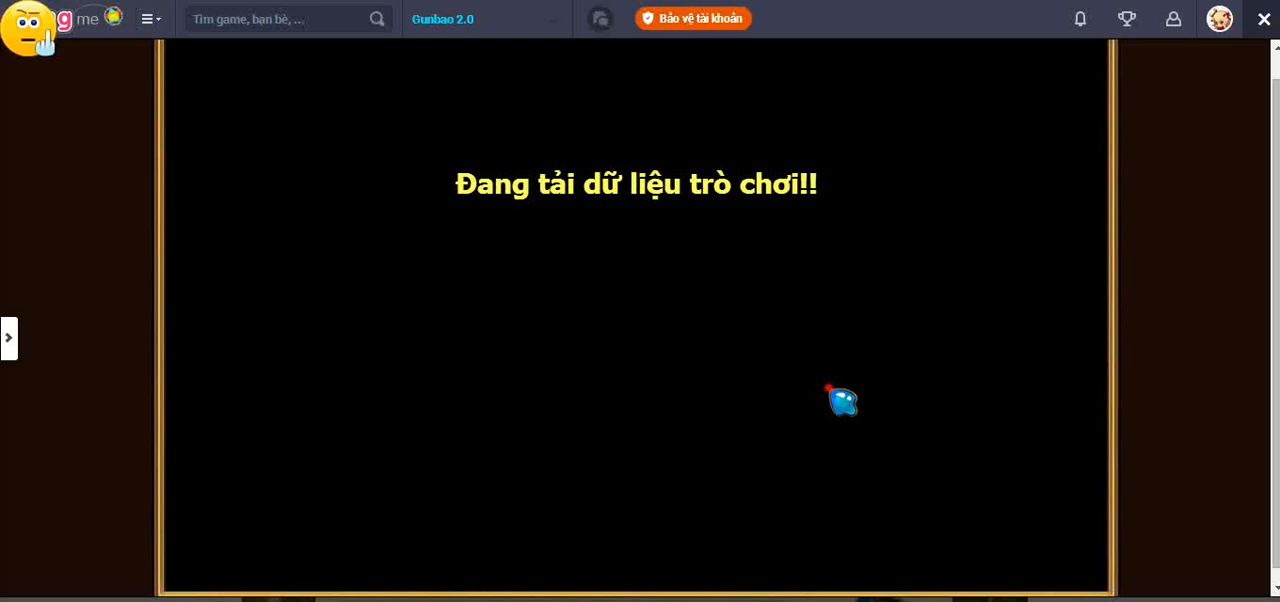 g me
Tìm game, bạn bè, ...
Gunbao 2.0
Bảo vệ tài khoản
Đang tải dữ liệu trò chơi!!